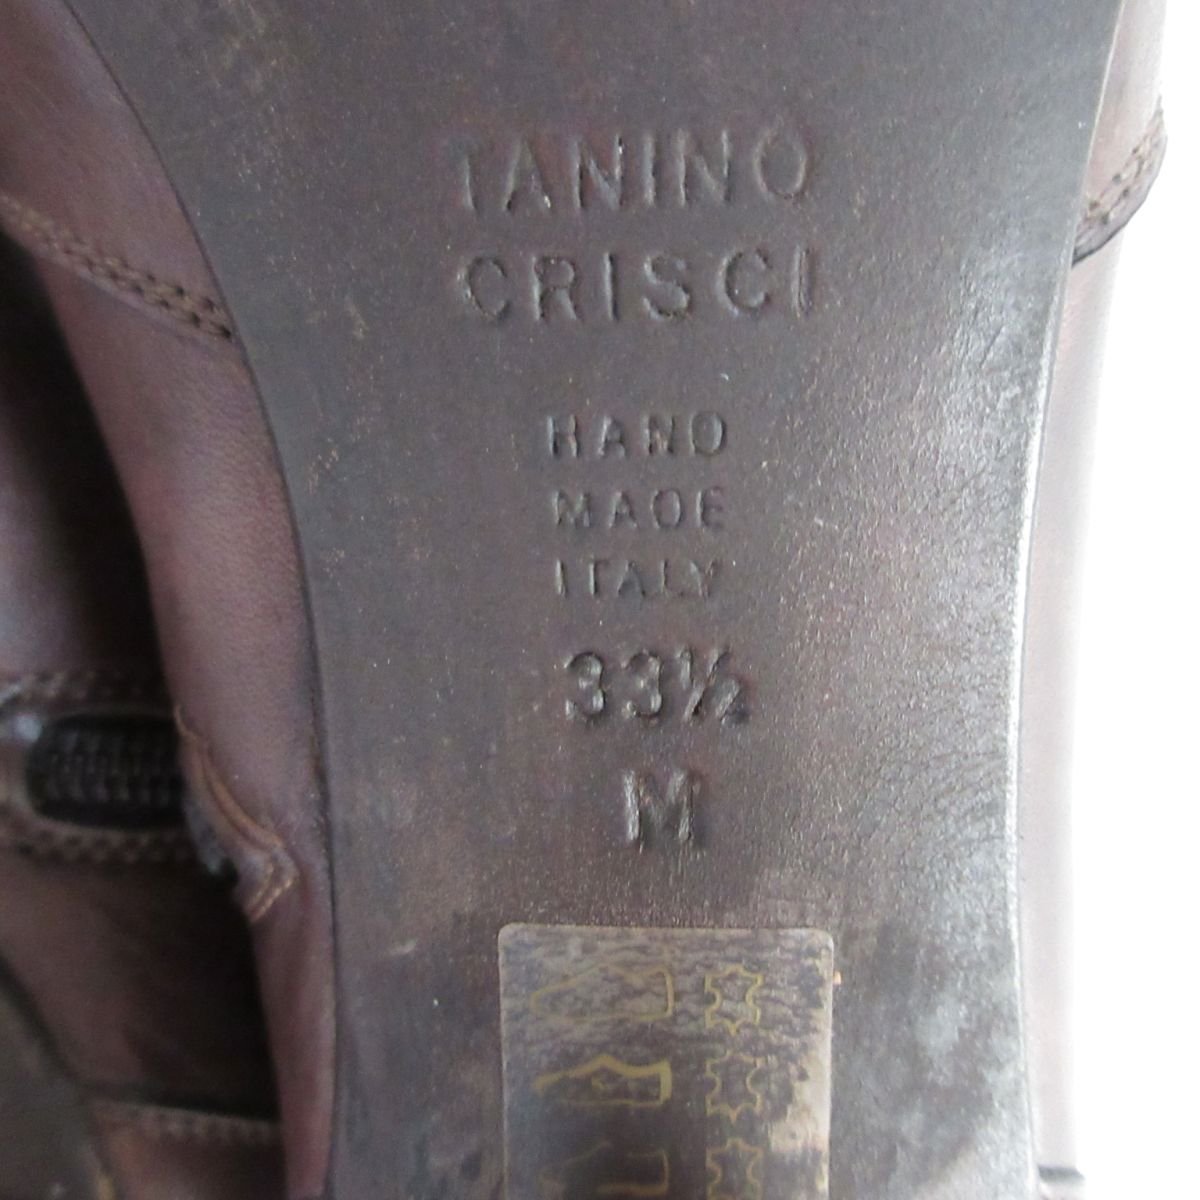 TANINO
CRISCI
HAND
MADE
ITALY
33½
M